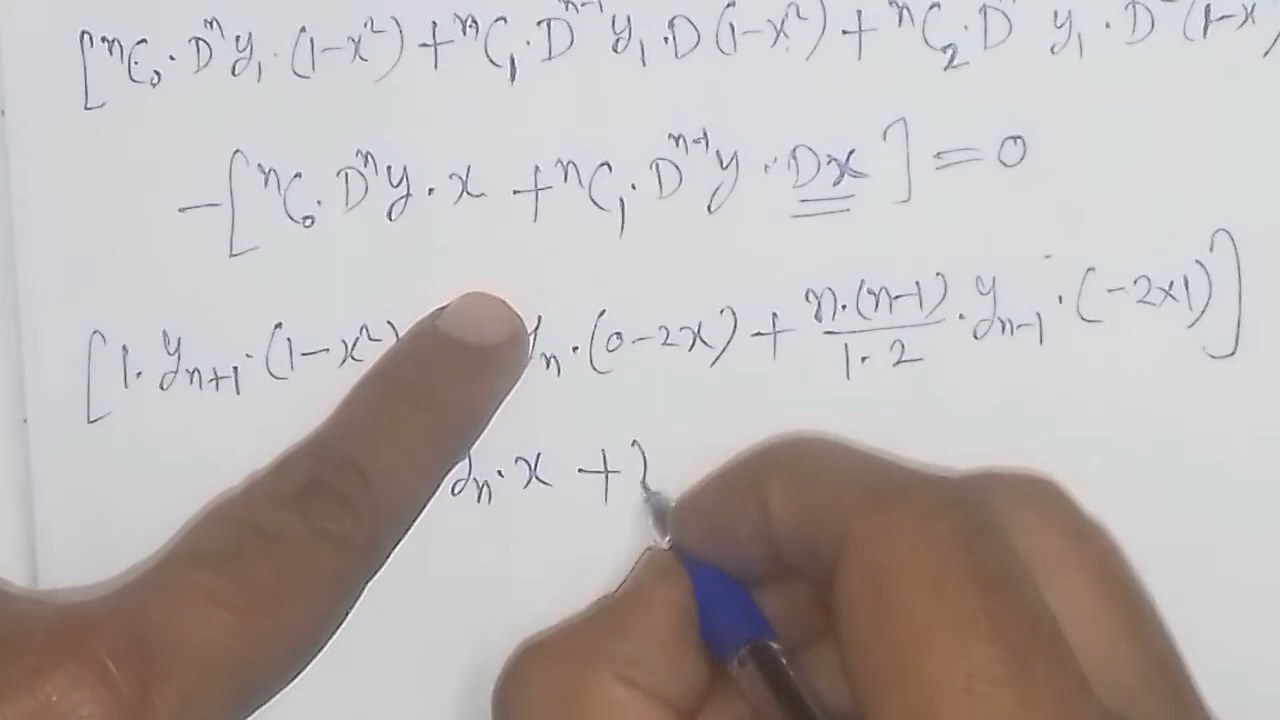 [ⁿC₀·Dⁿy₁·(1-x²)+ⁿC₁·Dⁿ⁻¹y₁·D(1-x²)+ⁿC₂·D y₁·D (1-x
-[ⁿC₀·Dⁿy·x+ⁿC₁·Dⁿ⁻¹y·Dx]=0
[1·yₙ₊₁·(1-x²) yₙ·(0-2x)+n·(n-1)/1·2·yₙ₋₁·(-2×1)]
yₙ·x+